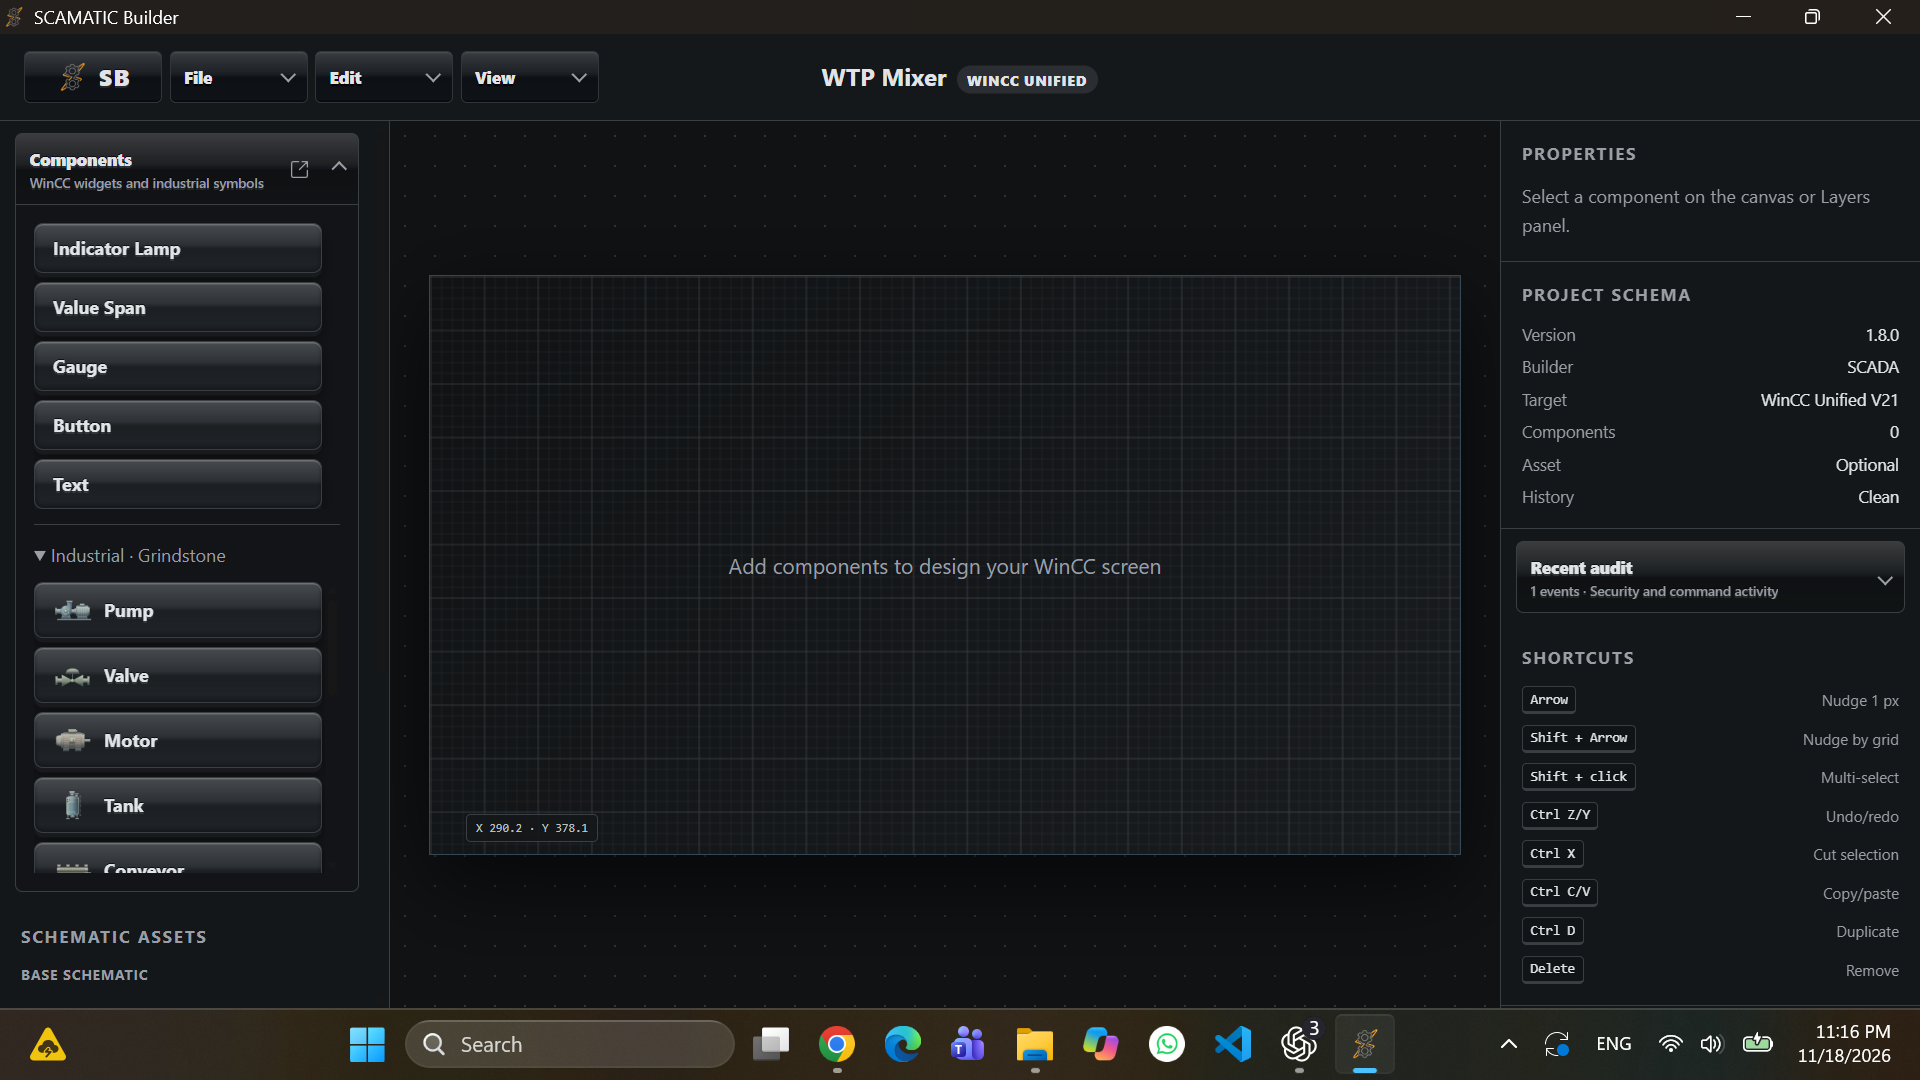 SCAMATIC Builder
SB
File
Edit
View
WTP Mixer
WINCC UNIFIED
Components
WinCC widgets and industrial symbols
Indicator Lamp
Value Span
Gauge
Button
Text
Industrial · Grindstone
Pump
Valve
Motor
Tank
Conveyor
SCHEMATIC ASSETS
BASE SCHEMATIC
Add components to design your WinCC screen
X 290.2 · Y 378.1
PROPERTIES
Select a component on the canvas or Layers
panel.
PROJECT SCHEMA
Version 1.8.0
Builder SCADA
Target WinCC Unified V21
Components 0
Asset Optional
History Clean
Recent audit
1 events · Security and command activity
SHORTCUTS
Arrow Nudge 1 px
Shift + Arrow Nudge by grid
Shift + click Multi-select
Ctrl Z/Y Undo/redo
Ctrl X Cut selection
Ctrl C/V Copy/paste
Ctrl D Duplicate
Delete Remove
Search
3
ENG
11:16 PM
11/18/2026